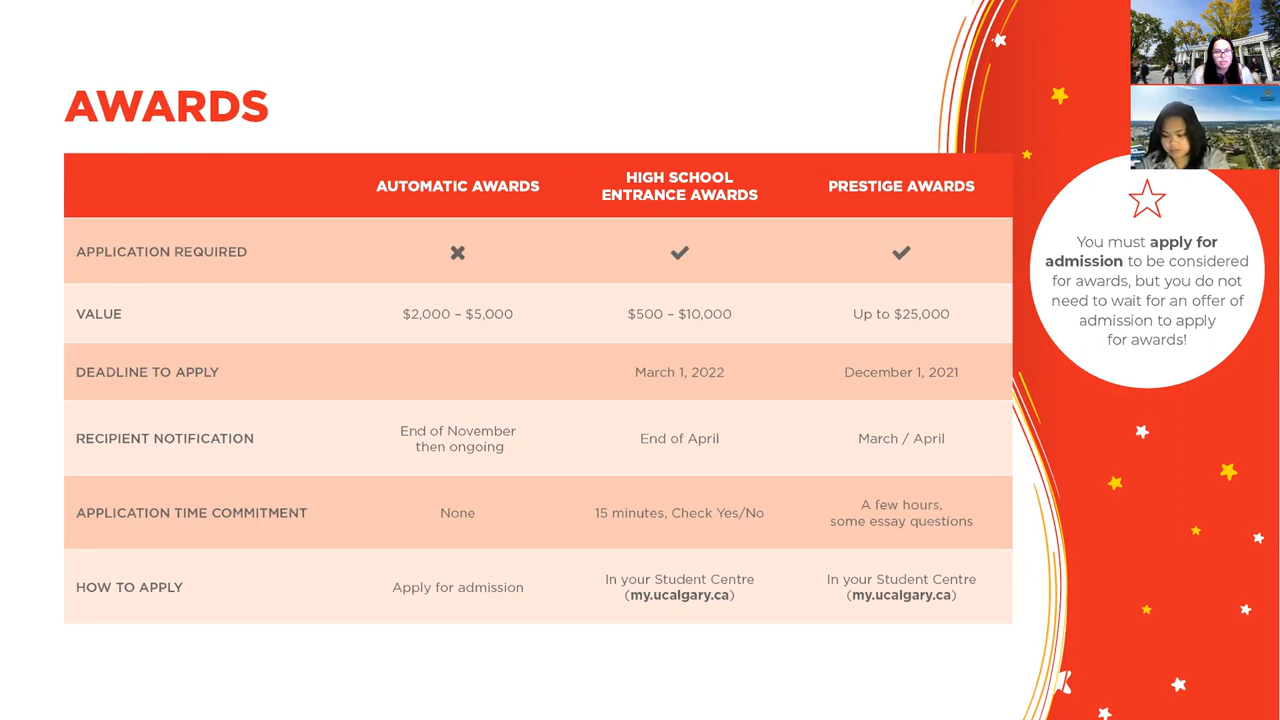 AWARDS
AUTOMATIC AWARDS
HIGH SCHOOL
ENTRANCE AWARDS
PRESTIGE AWARDS
APPLICATION REQUIRED
VALUE
$2,000 – $5,000
$500 – $10,000
Up to $25,000
DEADLINE TO APPLY
March 1, 2022
December 1, 2021
RECIPIENT NOTIFICATION
End of November
then ongoing
End of April
March / April
APPLICATION TIME COMMITMENT
None
15 minutes, Check Yes/No
A few hours,
some essay questions
HOW TO APPLY
Apply for admission
In your Student Centre
(my.ucalgary.ca)
In your Student Centre
(my.ucalgary.ca)
You must apply for
admission to be considered
for awards, but you do not
need to wait for an offer of
admission to apply
for awards!